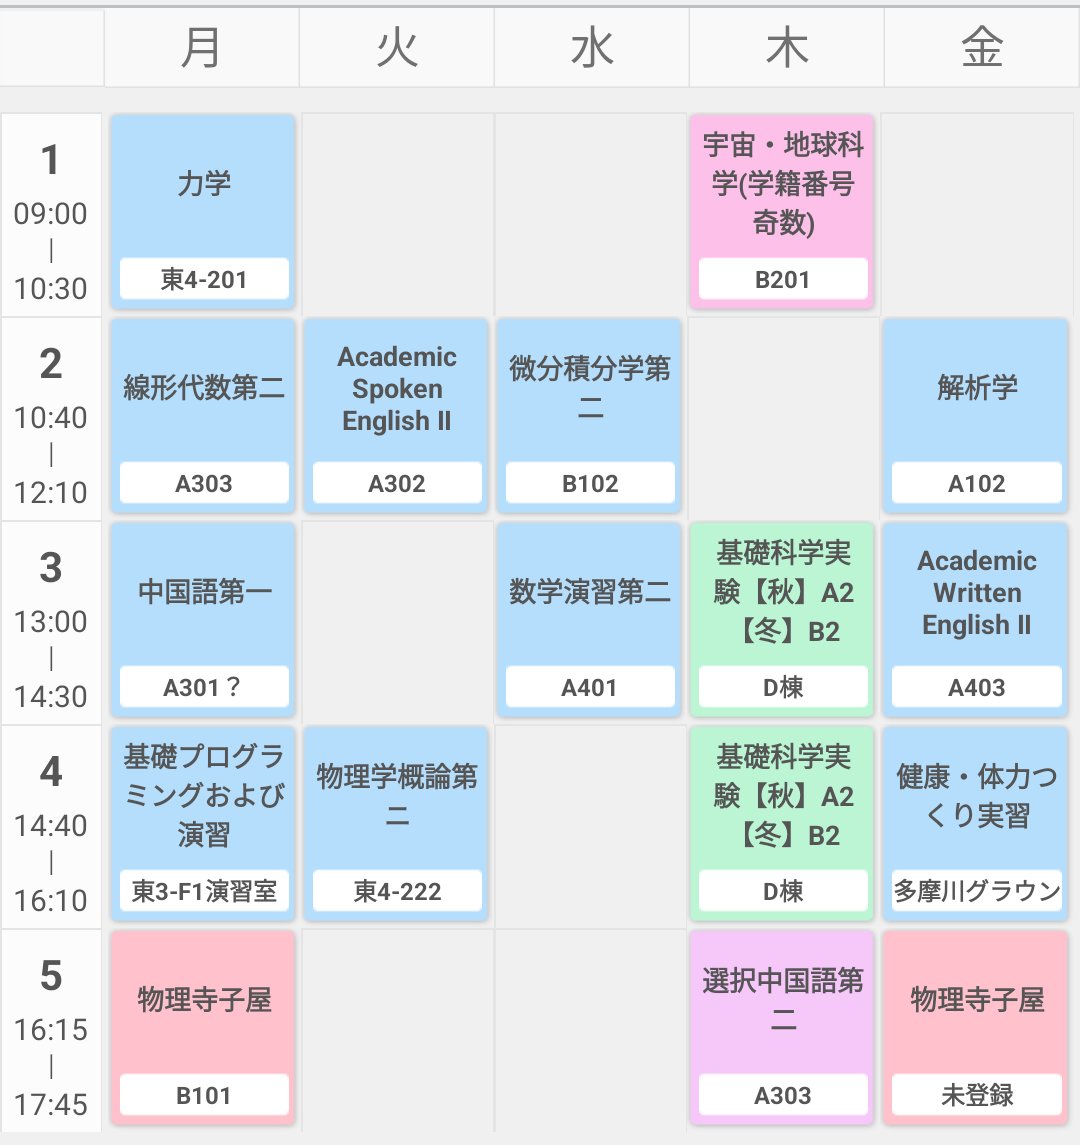 月 火 水 木 金
1
09:00
|
10:30
力学
東4-201
宇宙・地球科
学(学籍番号
奇数)
B201
2
10:40
|
12:10
線形代数第二
A303
Academic
Spoken
English II
A302
微分積分学第
二
B102
解析学
A102
3
13:00
|
14:30
中国語第一
A301？
数学演習第二
A401
基礎科学実
験【秋】A2
【冬】B2
D棟
Academic
Written
English II
A403
4
14:40
|
16:10
基礎プログラ
ミングおよび
演習
東3-F1演習室
物理学概論第
二
東4-222
基礎科学実
験【秋】A2
【冬】B2
D棟
健康・体力つ
くり実習
多摩川グラウン
5
16:15
|
17:45
物理寺子屋
B101
選択中国語第
二
A303
物理寺子屋
未登録